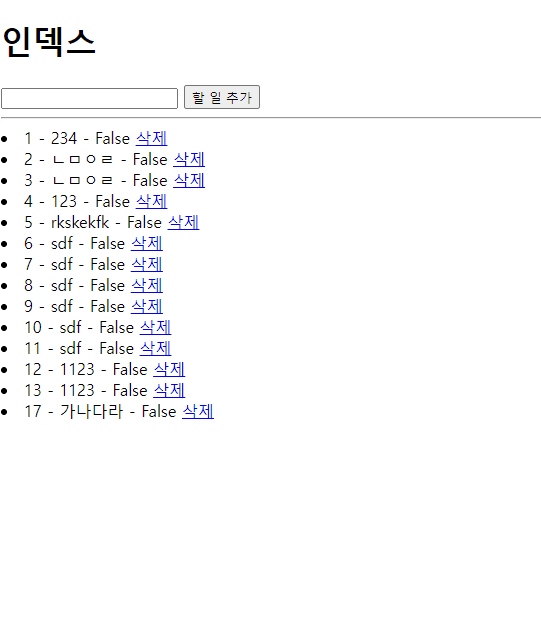 인덱스
할 일 추가
1 - 234 - False 삭제
2 - ㄴㅁㅇㄹ - False 삭제
3 - ㄴㅁㅇㄹ - False 삭제
4 - 123 - False 삭제
5 - rkskekfk - False 삭제
6 - sdf - False 삭제
7 - sdf - False 삭제
8 - sdf - False 삭제
9 - sdf - False 삭제
10 - sdf - False 삭제
11 - sdf - False 삭제
12 - 1123 - False 삭제
13 - 1123 - False 삭제
17 - 가나다라 - False 삭제